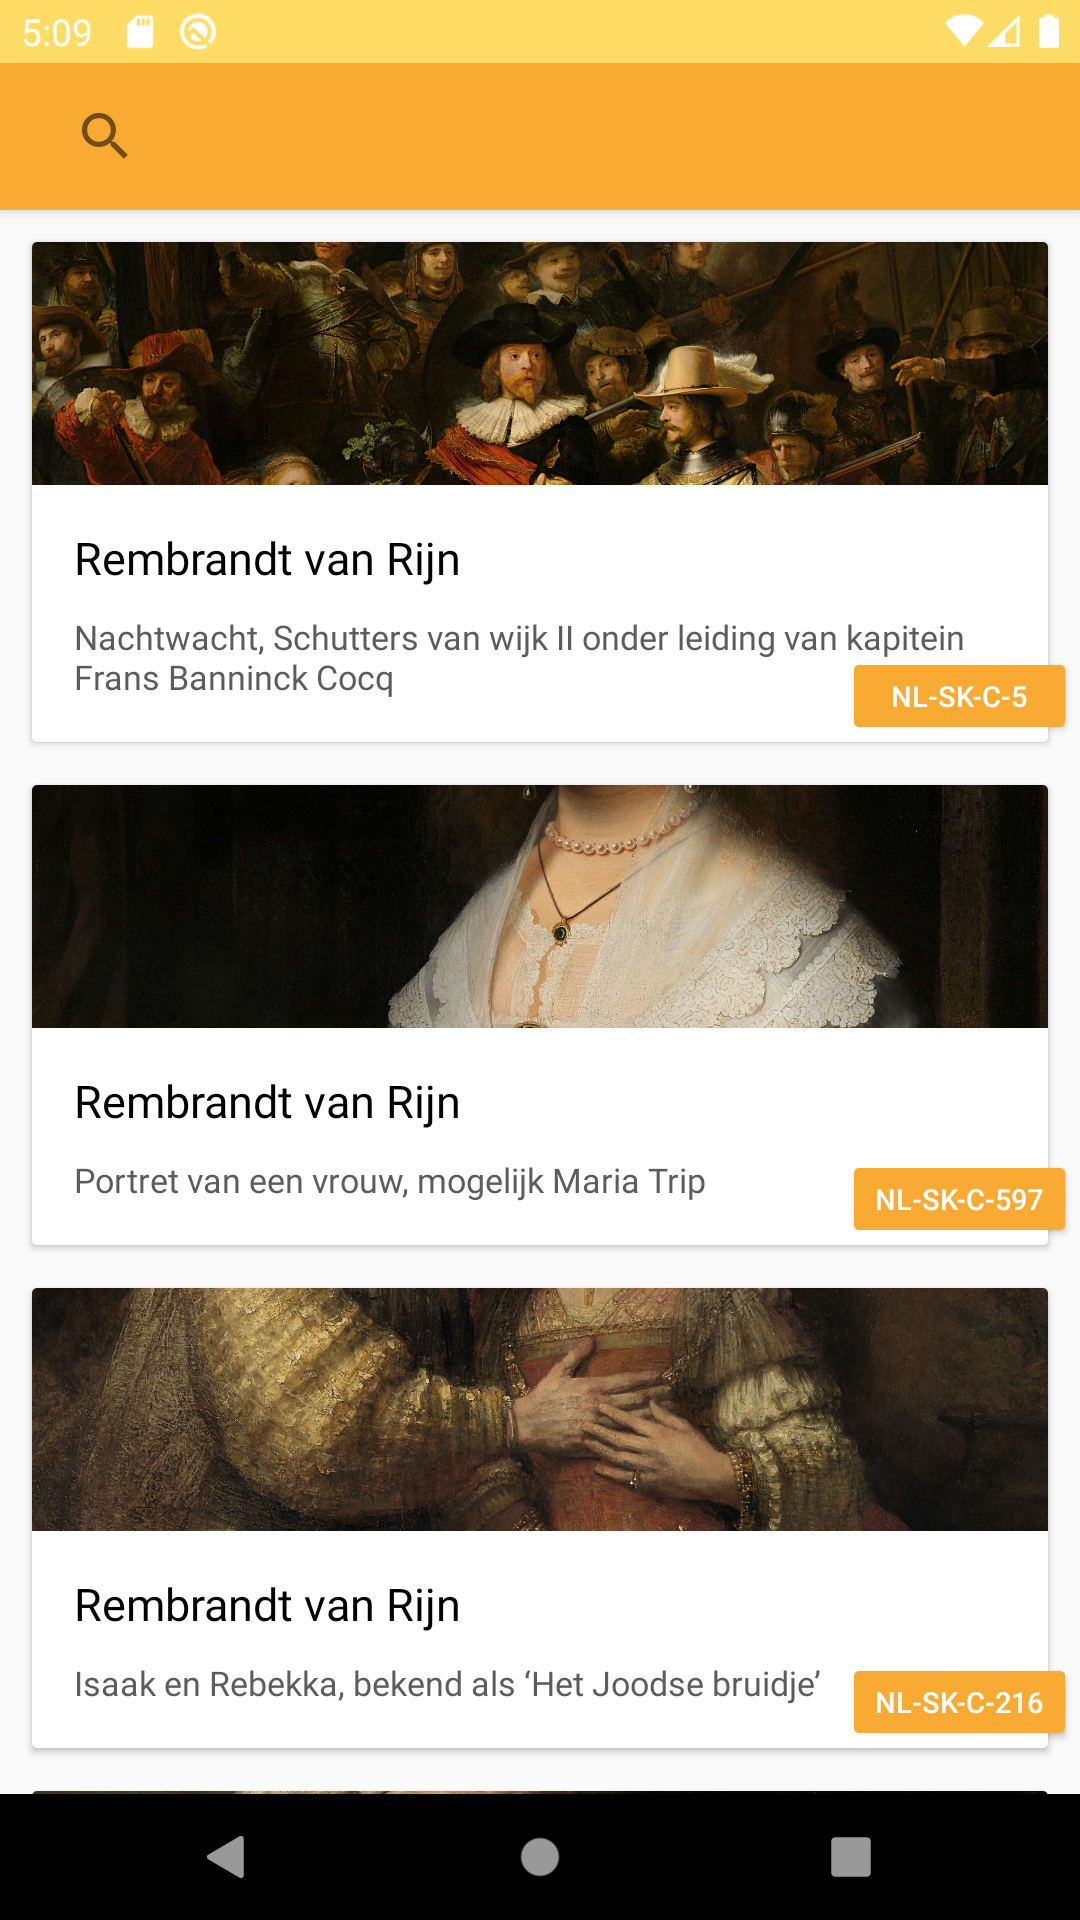 5:09
Rembrandt van Rijn
Nachtwacht, Schutters van wijk II onder leiding van kapitein
Frans Banninck Cocq
NL-SK-C-5
Rembrandt van Rijn
Portret van een vrouw, mogelijk Maria Trip
NL-SK-C-597
Rembrandt van Rijn
Isaak en Rebekka, bekend als ‘Het Joodse bruidje’
NL-SK-C-216